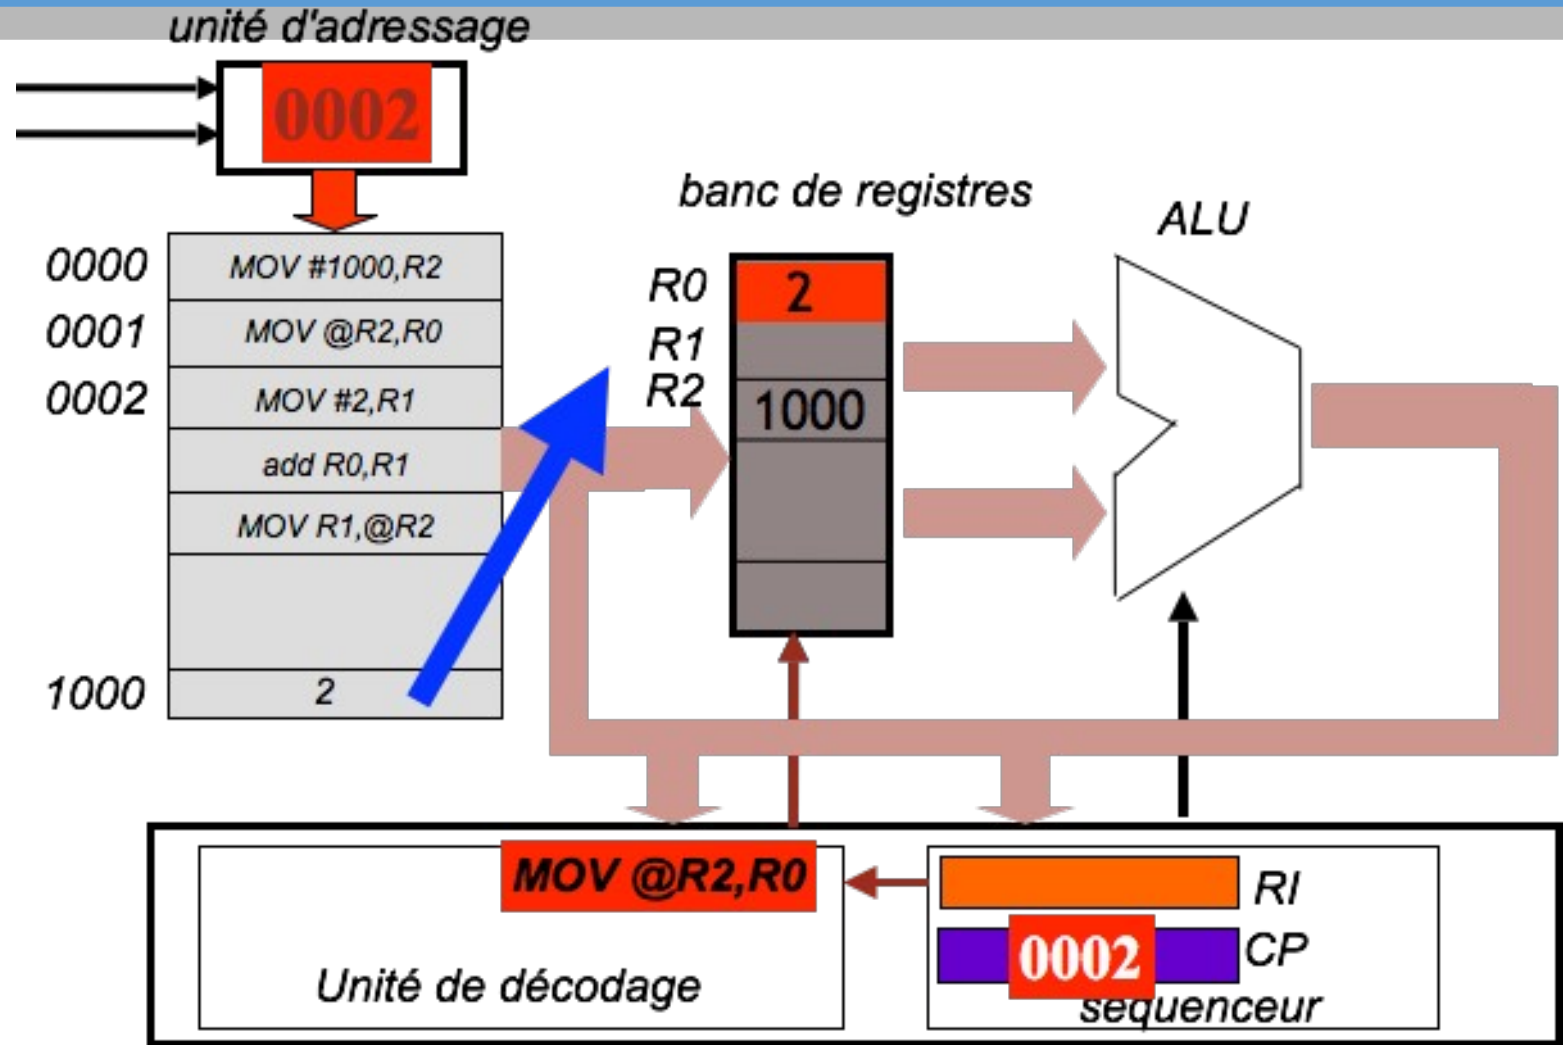 unité d'adressage
0002
banc de registres
ALU
0000 MOV #1000,R2
0001 MOV @R2,R0
0002 MOV #2,R1
add R0,R1
MOV R1,@R2
1000 2
R0 2
R1
R2 1000
MOV @R2,R0
RI
0002 CP
Unité de décodage
séquenceur